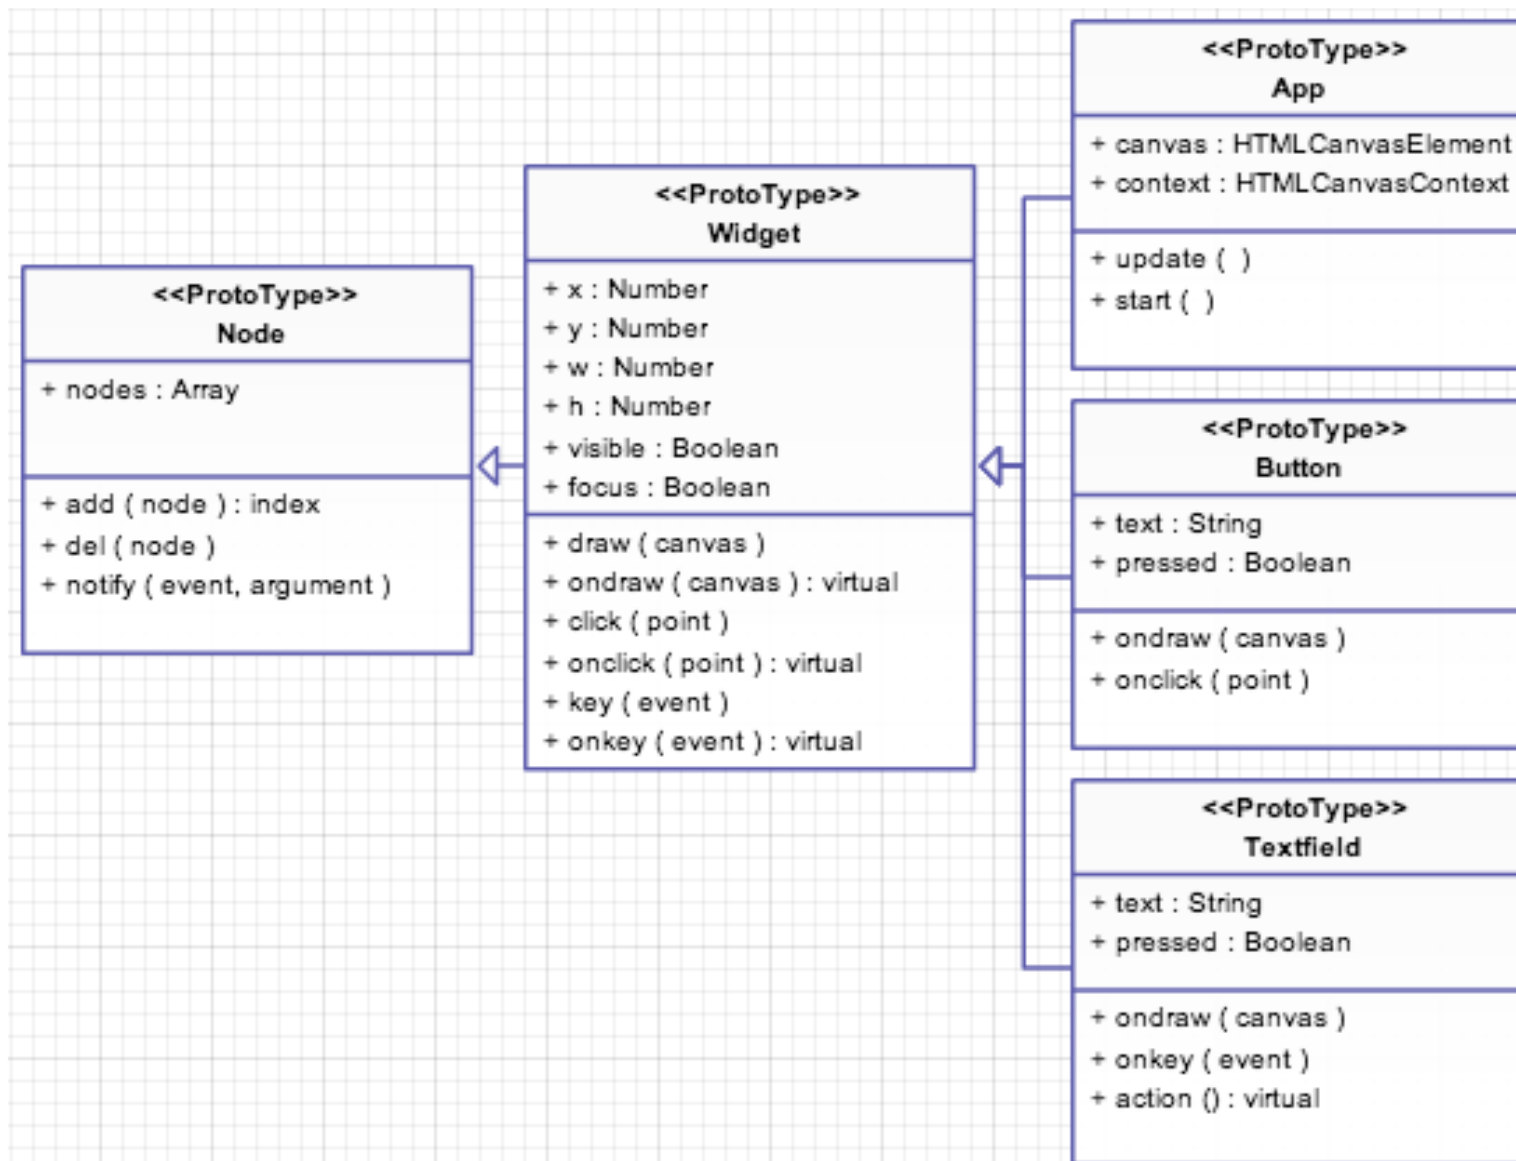 <<ProtoType>>
Node
+ nodes : Array
+ add ( node ) : index
+ del ( node )
+ notify ( event, argument )
<<ProtoType>>
Widget
+ x : Number
+ y : Number
+ w : Number
+ h : Number
+ visible : Boolean
+ focus : Boolean
+ draw ( canvas )
+ ondraw ( canvas ) : virtual
+ click ( point )
+ onclick ( point ) : virtual
+ key ( event )
+ onkey ( event ) : virtual
<<ProtoType>>
App
+ canvas : HTMLCanvasElement
+ context : HTMLCanvasContext
+ update (  )
+ start (  )
<<ProtoType>>
Button
+ text : String
+ pressed : Boolean
+ ondraw ( canvas )
+ onclick ( point )
<<ProtoType>>
Textfield
+ text : String
+ pressed : Boolean
+ ondraw ( canvas )
+ onkey ( event )
+ action () : virtual